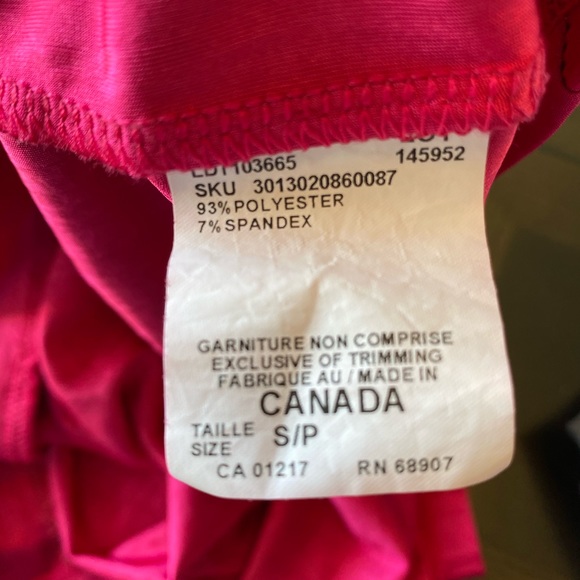 LD1103665 145952
SKU 3013020860087
93% POLYESTER
7% SPANDEX
GARNITURE NON COMPRISE
EXCLUSIVE OF TRIMMING
FABRIQUE AU / MADE IN
CANADA
TAILLE S/P
SIZE
CA 01217 RN 68907